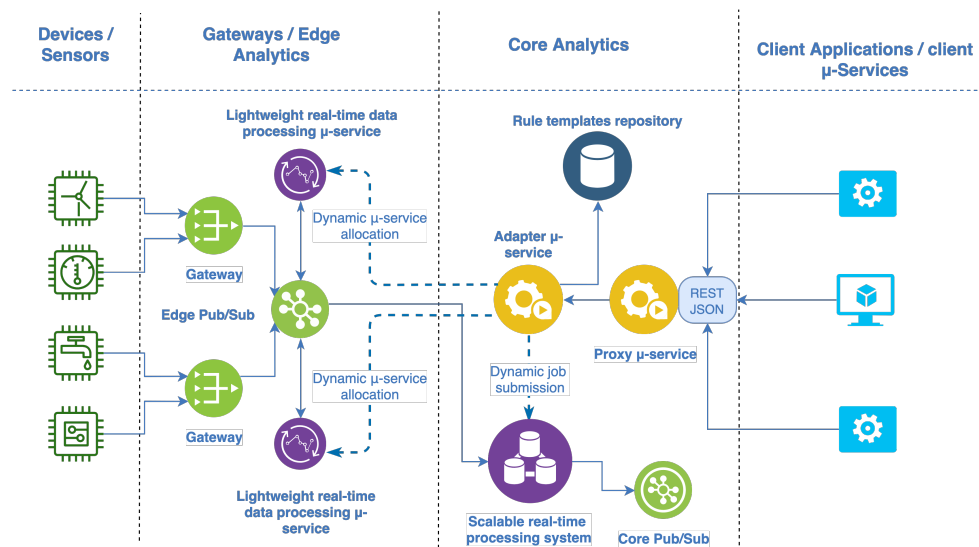 Devices /
Sensors
Gateways / Edge
Analytics
Core Analytics
Client Applications / client
µ-Services
Lightweight real-time data
processing µ-service
Rule templates repository
Dynamic µ-service
allocation
Adapter µ-
service
Gateway
Edge Pub/Sub
REST
JSON
Proxy µ-service
Dynamic µ-service
allocation
Dynamic job
submission
Gateway
Lightweight real-time
data processing µ-
service
Scalable real-time
processing system
Core Pub/Sub